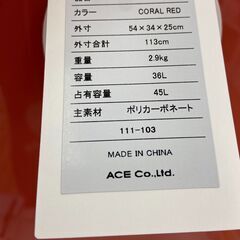 カラー CORAL RED
外寸 54×34×25cm
外寸合計 113cm
重量 2.9kg
容量 36L
占有容量 45L
主素材 ポリカーボネート
111-103
MADE IN CHINA
ACE Co.,Ltd.